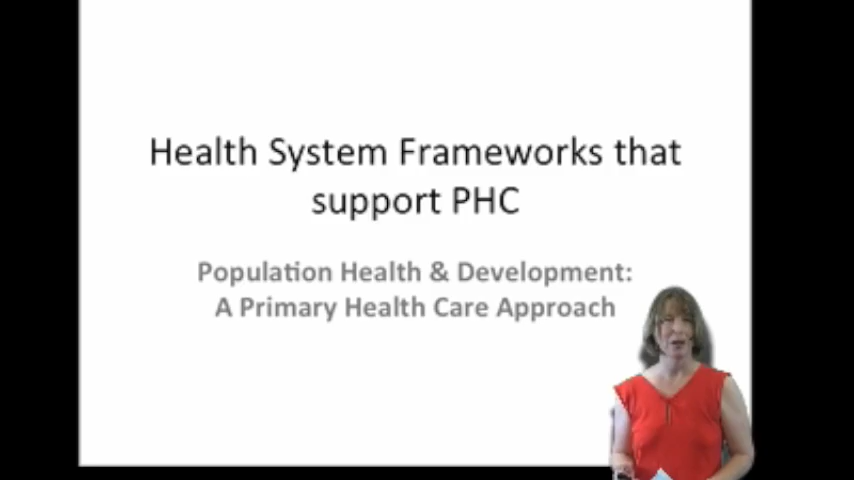 Health System Frameworks that
support PHC
Population Health & Development:
A Primary Health Care Approach